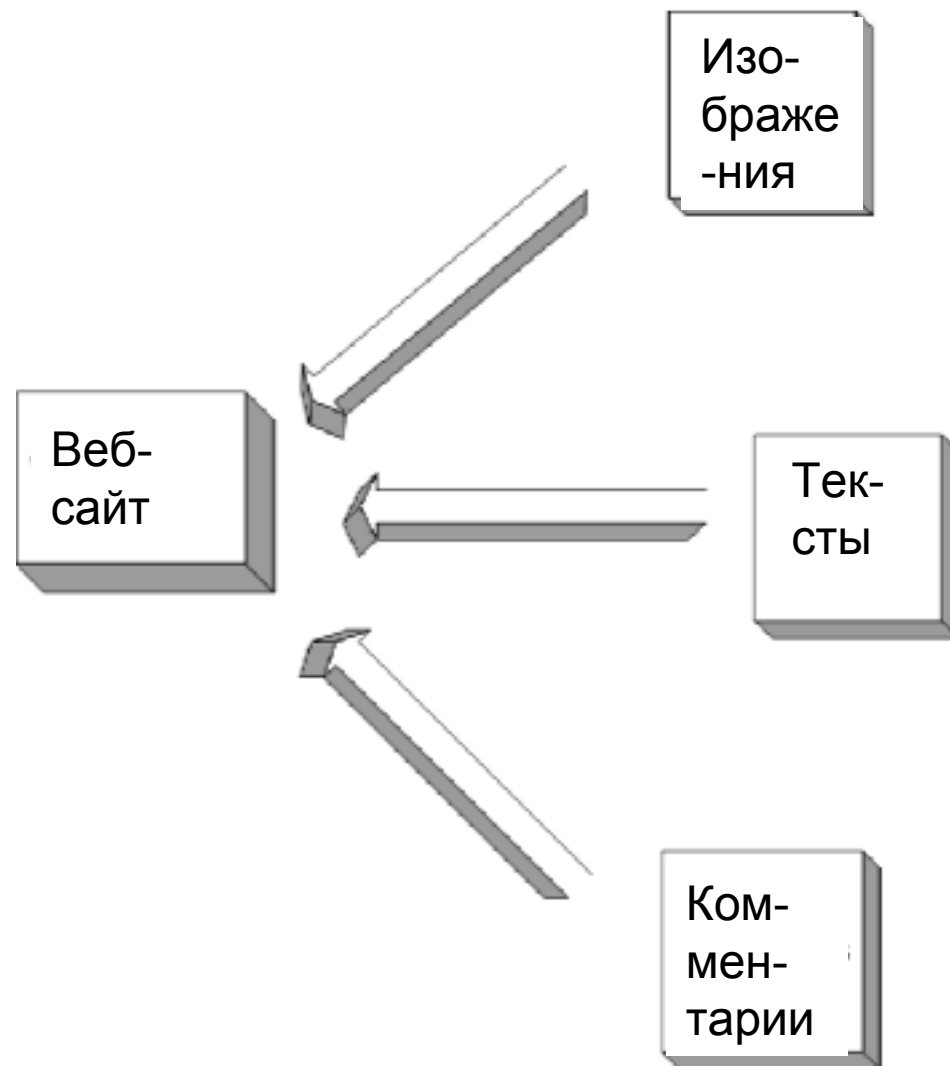 Изо-
браже
-ния
Веб-
сайт
Тек-
сты
Ком-
мен-
тарии